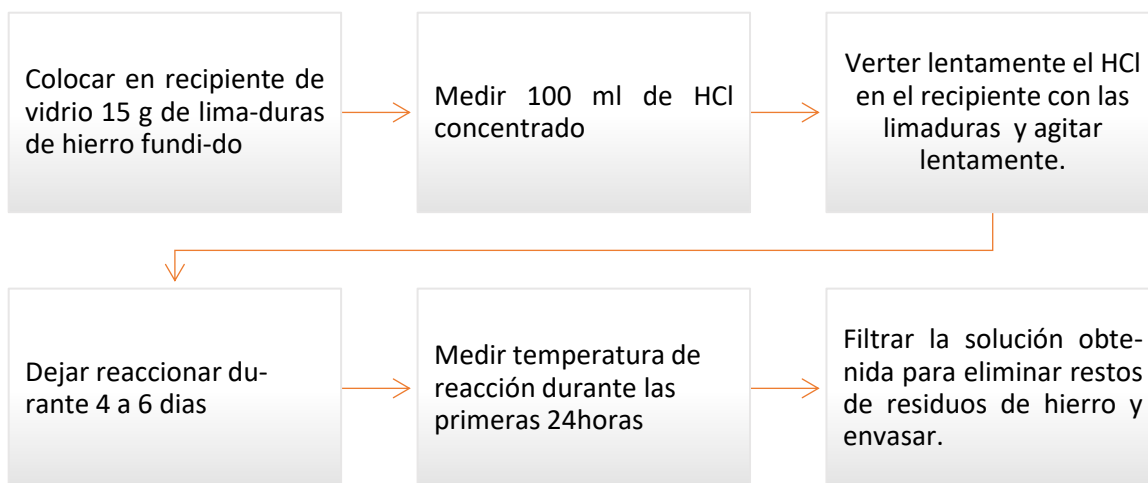 Colocar en recipiente de
vidrio 15 g de lima-duras
de hierro fundi-do
Medir 100 ml de HCl
concentrado
Verter lentamente el HCl
en el recipiente con las
limaduras y agitar
lentamente.
Dejar reaccionar du-
rante 4 a 6 dias
Medir temperatura de
reacción durante las
primeras 24horas
Filtrar la solución obte-
nida para eliminar restos
de residuos de hierro y
envasar.